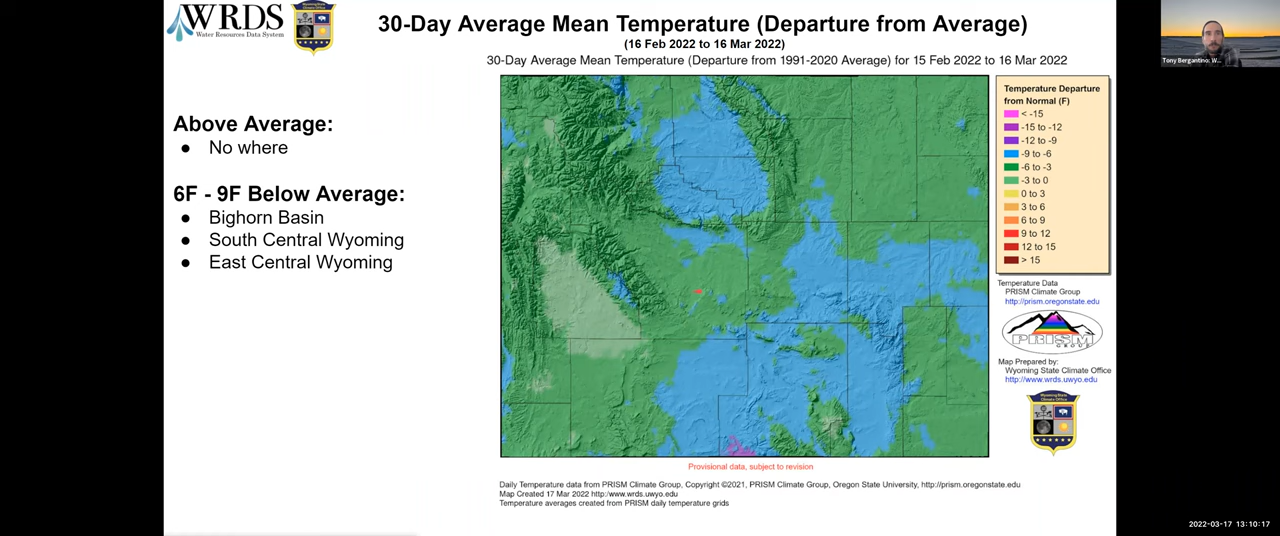 WRDS
Water Resources Data System
30-Day Average Mean Temperature (Departure from Average)
(16 Feb 2022 to 16 Mar 2022)
30-Day Average Mean Temperature (Departure from 1991-2020 Average) for 15 Feb 2022 to 16 Mar 2022
Tony Bergantino: W...
Above Average:
● No where
6F - 9F Below Average:
● Bighorn Basin
● South Central Wyoming
● East Central Wyoming
Temperature Departure
from Normal (F)
< -15
-15 to -12
-12 to -9
-9 to -6
-6 to -3
-3 to 0
0 to 3
3 to 6
6 to 9
9 to 12
12 to 15
> 15
Temperature Data
PRISM Climate Group
http://prism.oregonstate.edu
PRISM
GROUP
Map Prepared by:
Wyoming State Climate Office
http://www.wrds.uwyo.edu
Wyoming State
Climate Office
Provisional data, subject to revision
Daily Temperature data from PRISM Climate Group, Copyright ©2021, PRISM Climate Group, Oregon State University, http://prism.oregonstate.edu
Map Created 17 Mar 2022 http:/www.wrds.uwyo.edu
Temperature averages created from PRISM daily temperature grids
2022-03-17 13:10:17